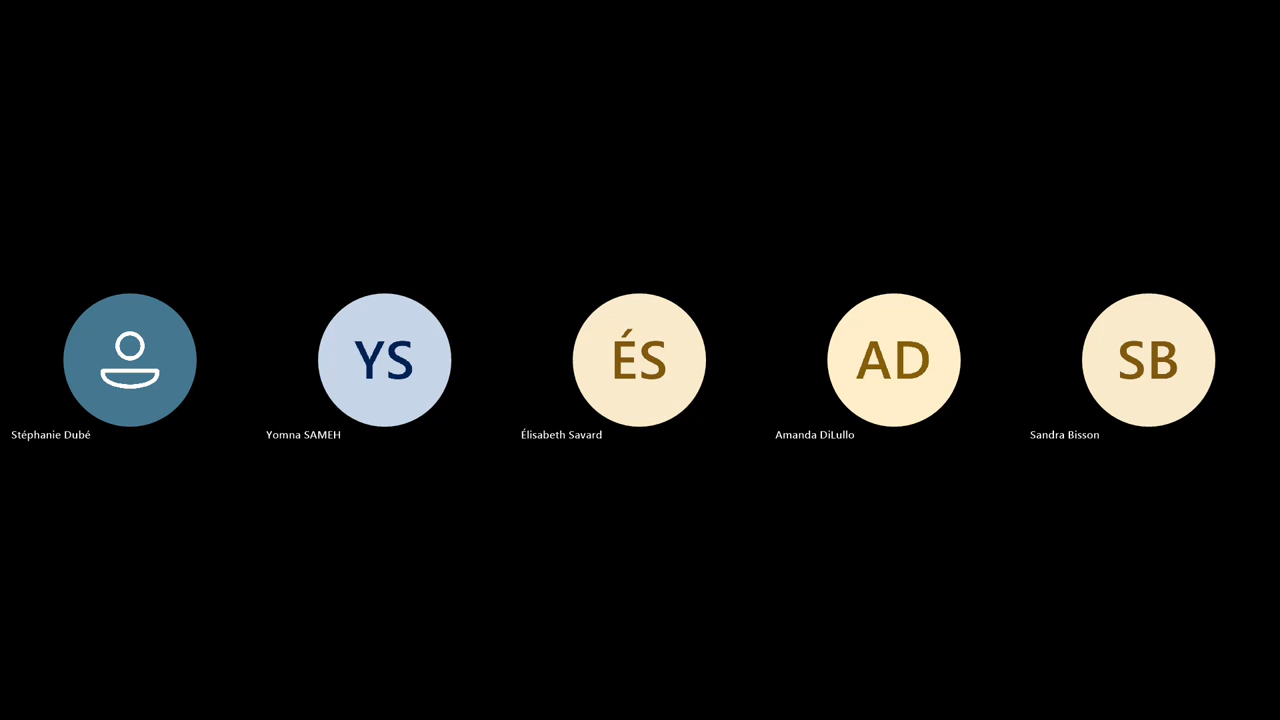 YS
ÉS
AD
SB
Stéphanie Dubé
Yomna SAMEH
Élisabeth Savard
Amanda DiLullo
Sandra Bisson